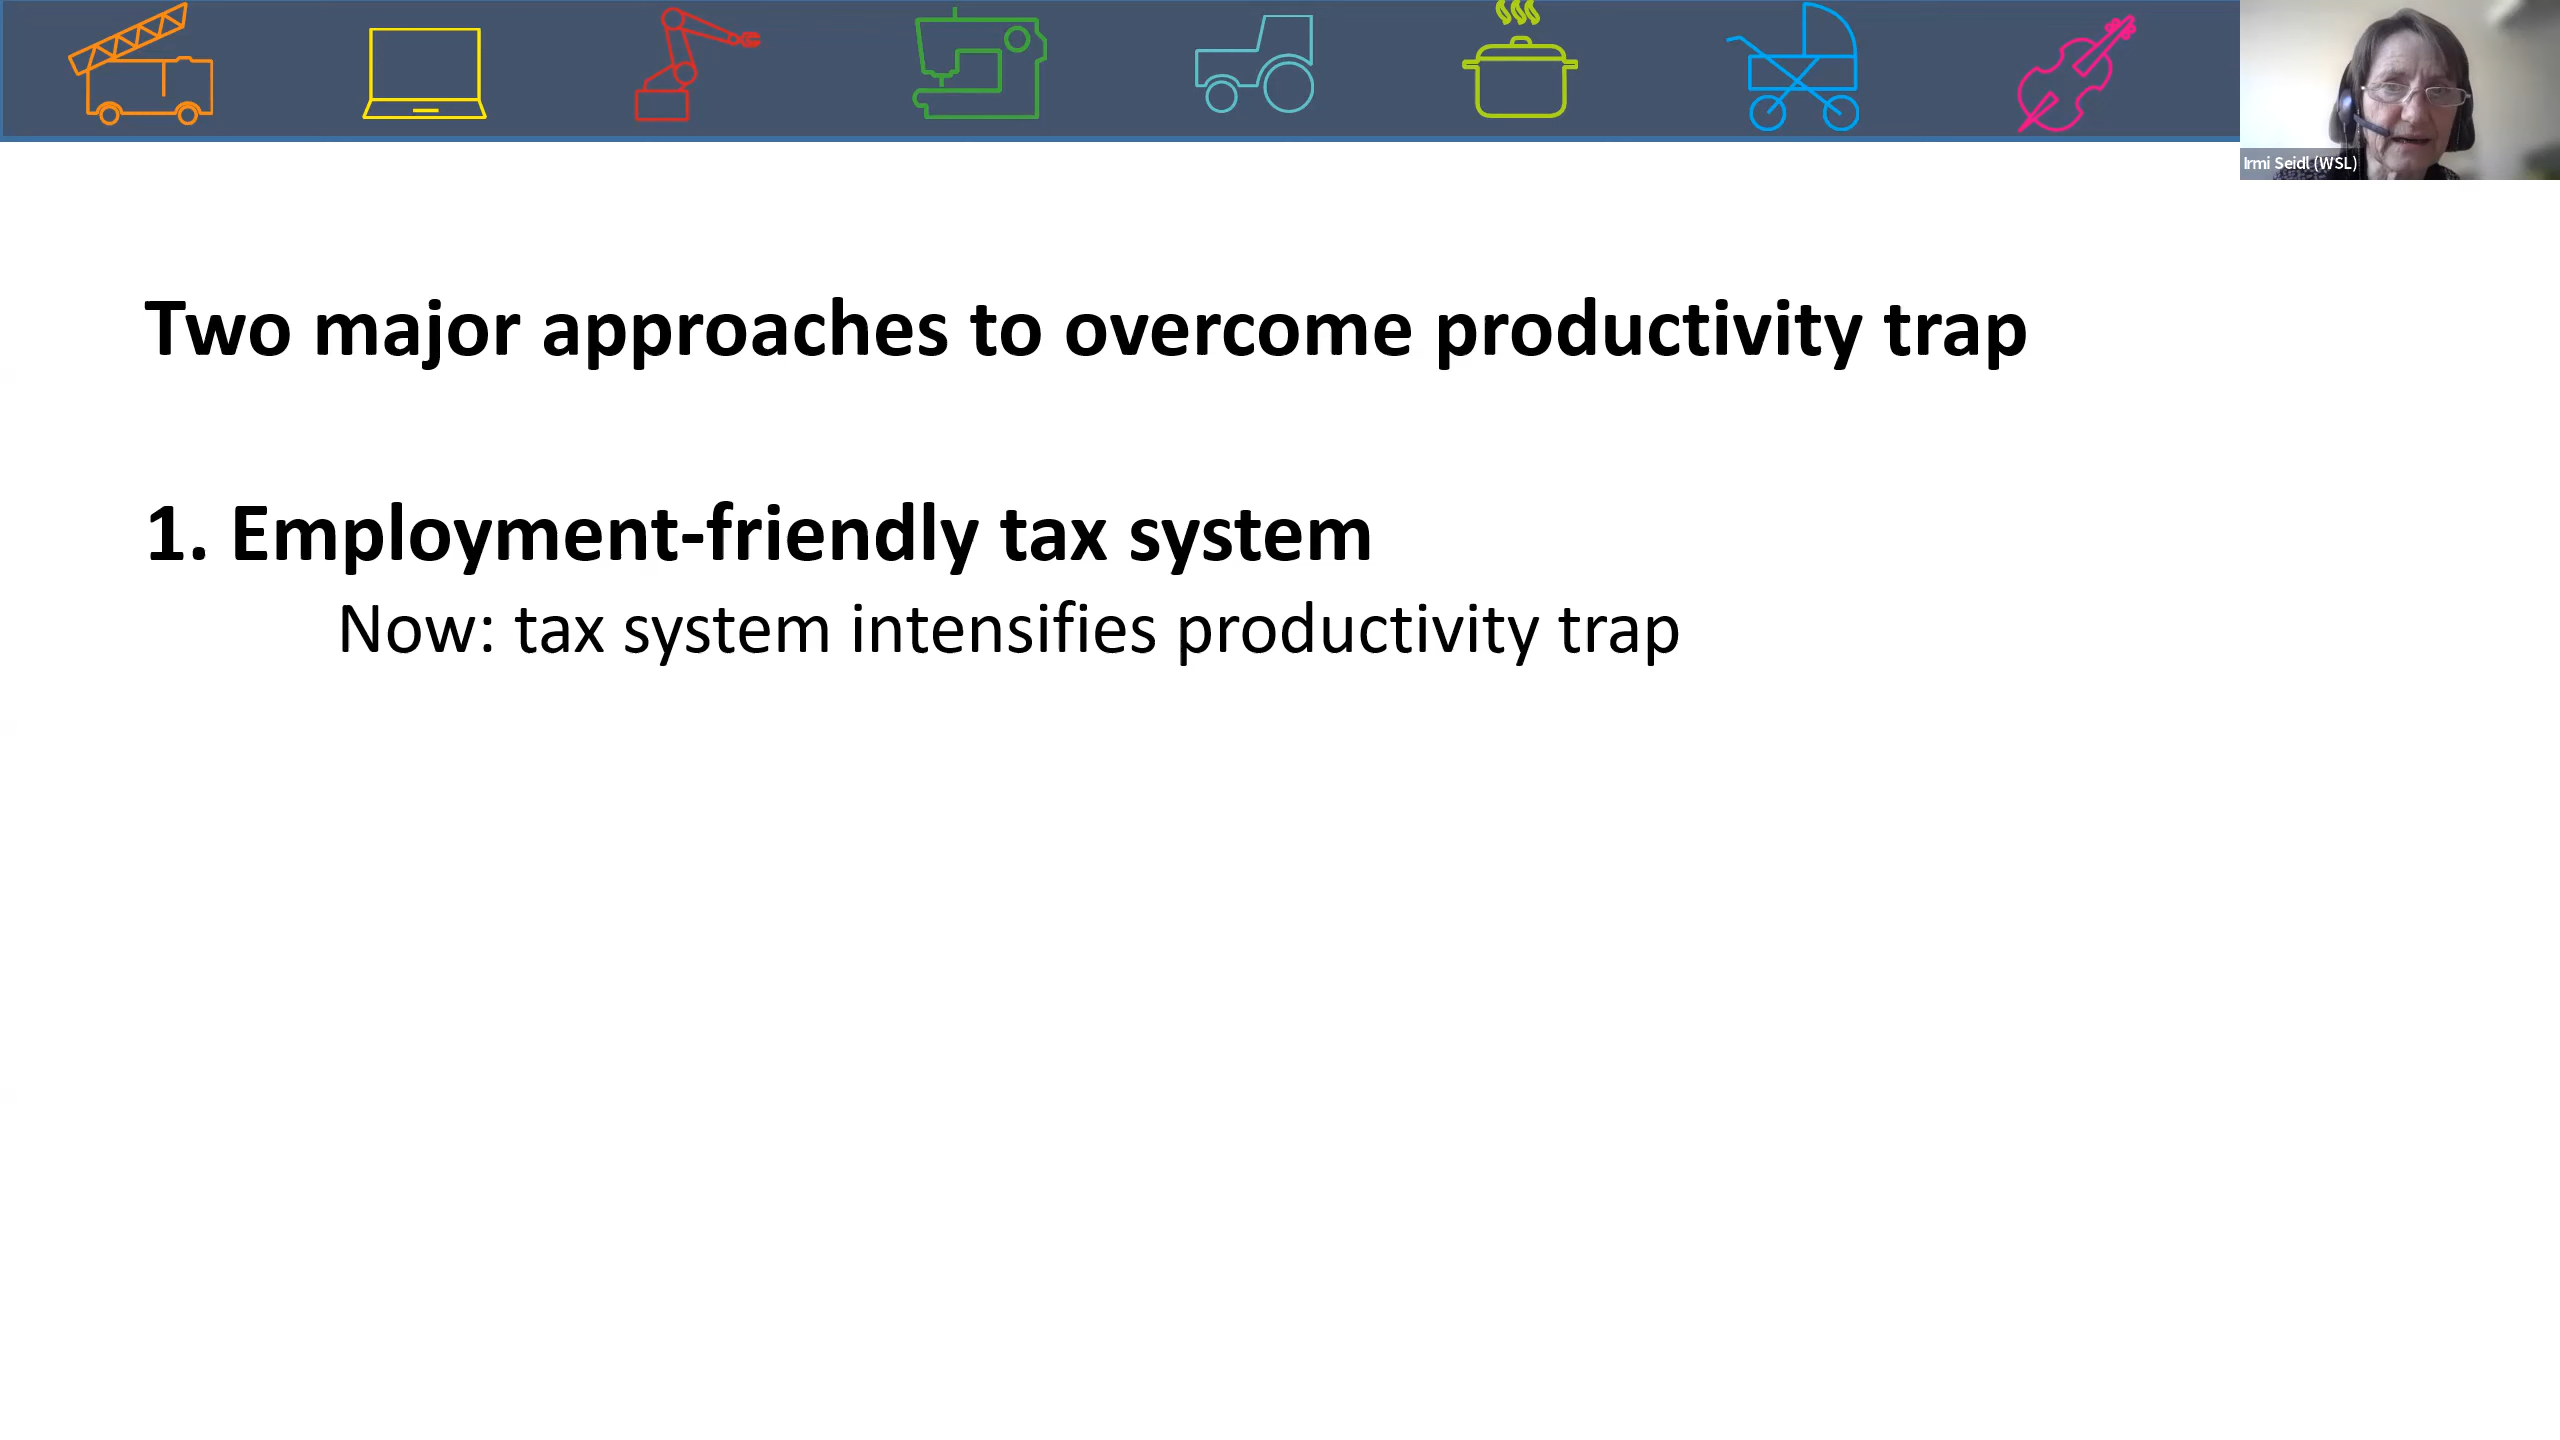 Irmi Seidl (WSL)
Two major approaches to overcome productivity trap
1. Employment-friendly tax system
Now: tax system intensifies productivity trap